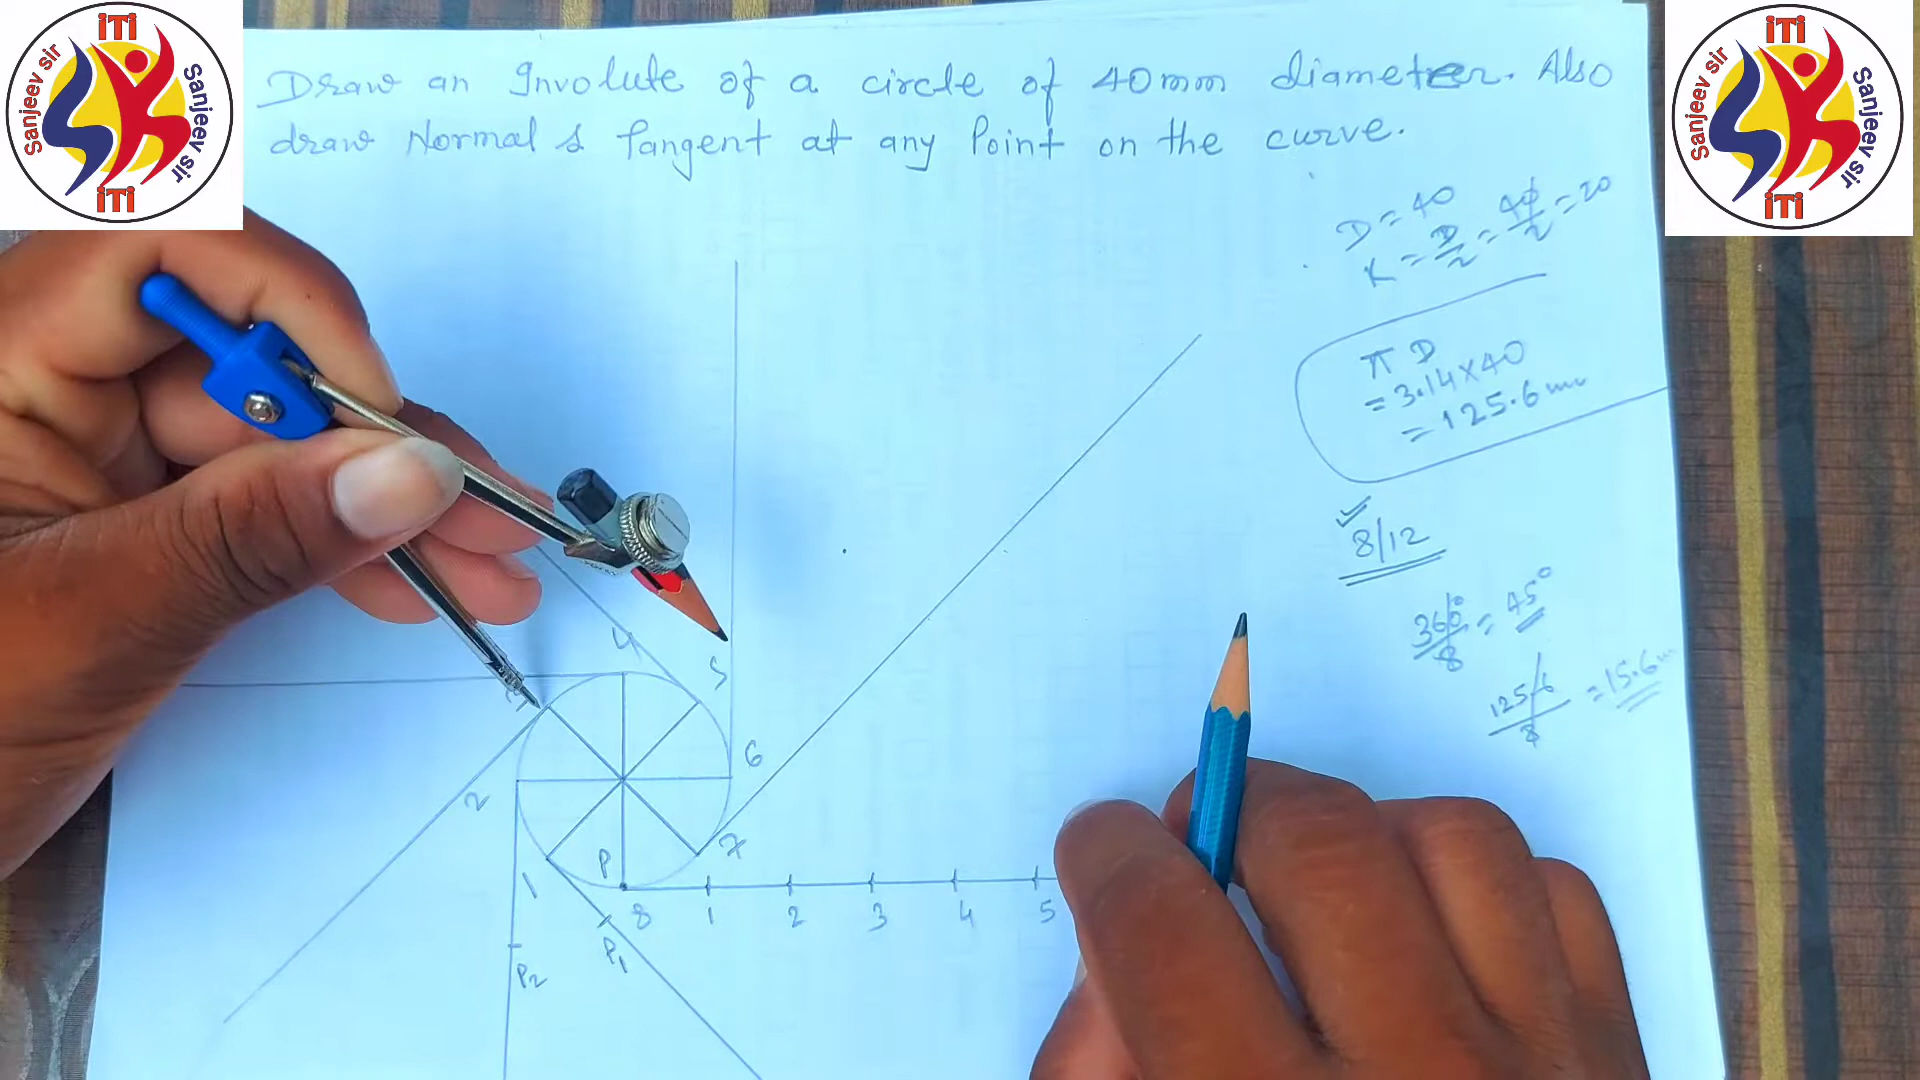 iTi
Sanjeev sir
Sanjeev sir
iTi
iTi
Sanjeev sir
Sanjeev sir
iTi
Draw an Involute of a circle of 40mm diameter. Also
draw Normal & Tangent at any Point on the curve.
D = 40
R = D/2 = 40/2 = 20
π D
= 3.14×40
= 125.6 mm
8/12
360°/8 = 45°
125.6/8 = 15.6
4
5
6
2
7
P
1
8 1 2 3 4 5
P1
P2